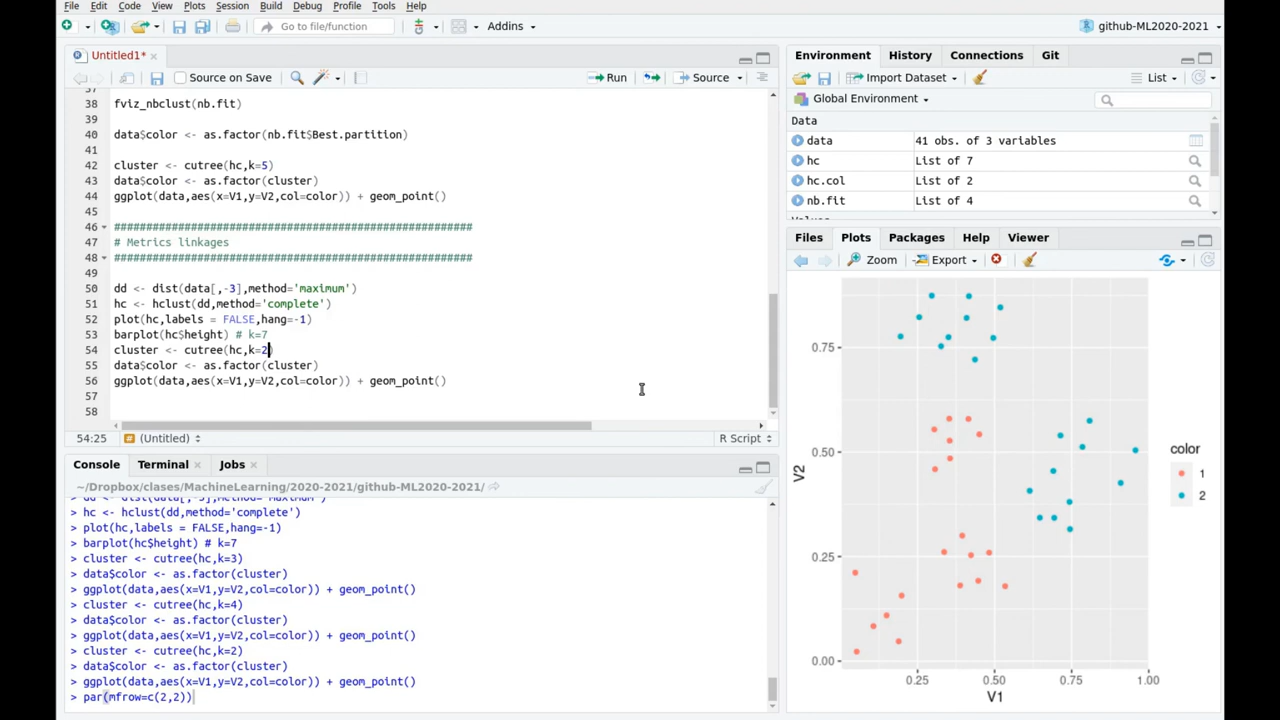 File Edit Code View Plots Session Build Debug Profile Tools Help
Go to file/function Addins github-ML2020-2021
Untitled1*
Source on Save Run Source
38 fviz_nbclust(nb.fit)
39
40 data$color <- as.factor(nb.fit$Best.partition)
41
42 cluster <- cutree(hc,k=5)
43 data$color <- as.factor(cluster)
44 ggplot(data,aes(x=V1,y=V2,col=color)) + geom_point()
45
46 ########################################################
47 # Metrics linkages
48 ########################################################
49
50 dd <- dist(data[,-3],method='maximum')
51 hc <- hclust(dd,method='complete')
52 plot(hc,labels = FALSE,hang=-1)
53 barplot(hc$height) # k=7
54 cluster <- cutree(hc,k=2)
55 data$color <- as.factor(cluster)
56 ggplot(data,aes(x=V1,y=V2,col=color)) + geom_point()
57
58
54:25 (Untitled) R Script
Console Terminal Jobs
~/Dropbox/clases/MachineLearning/2020-2021/github-ML2020-2021/
> dd <- dist(data[,-3],method='maximum')
> hc <- hclust(dd,method='complete')
> plot(hc,labels = FALSE,hang=-1)
> barplot(hc$height) # k=7
> cluster <- cutree(hc,k=3)
> data$color <- as.factor(cluster)
> ggplot(data,aes(x=V1,y=V2,col=color)) + geom_point()
> cluster <- cutree(hc,k=4)
> data$color <- as.factor(cluster)
> ggplot(data,aes(x=V1,y=V2,col=color)) + geom_point()
> cluster <- cutree(hc,k=2)
> data$color <- as.factor(cluster)
> ggplot(data,aes(x=V1,y=V2,col=color)) + geom_point()
> par(mfrow=c(2,2))
Environment History Connections Git
Import Dataset List
Global Environment
Data
data 41 obs. of 3 variables
hc List of 7
hc.col List of 2
nb.fit List of 4
Files Plots Packages Help Viewer
Zoom Export
0.75
0.50
0.25
0.00
V2
0.25 0.50 0.75 1.00
V1
color
1
2